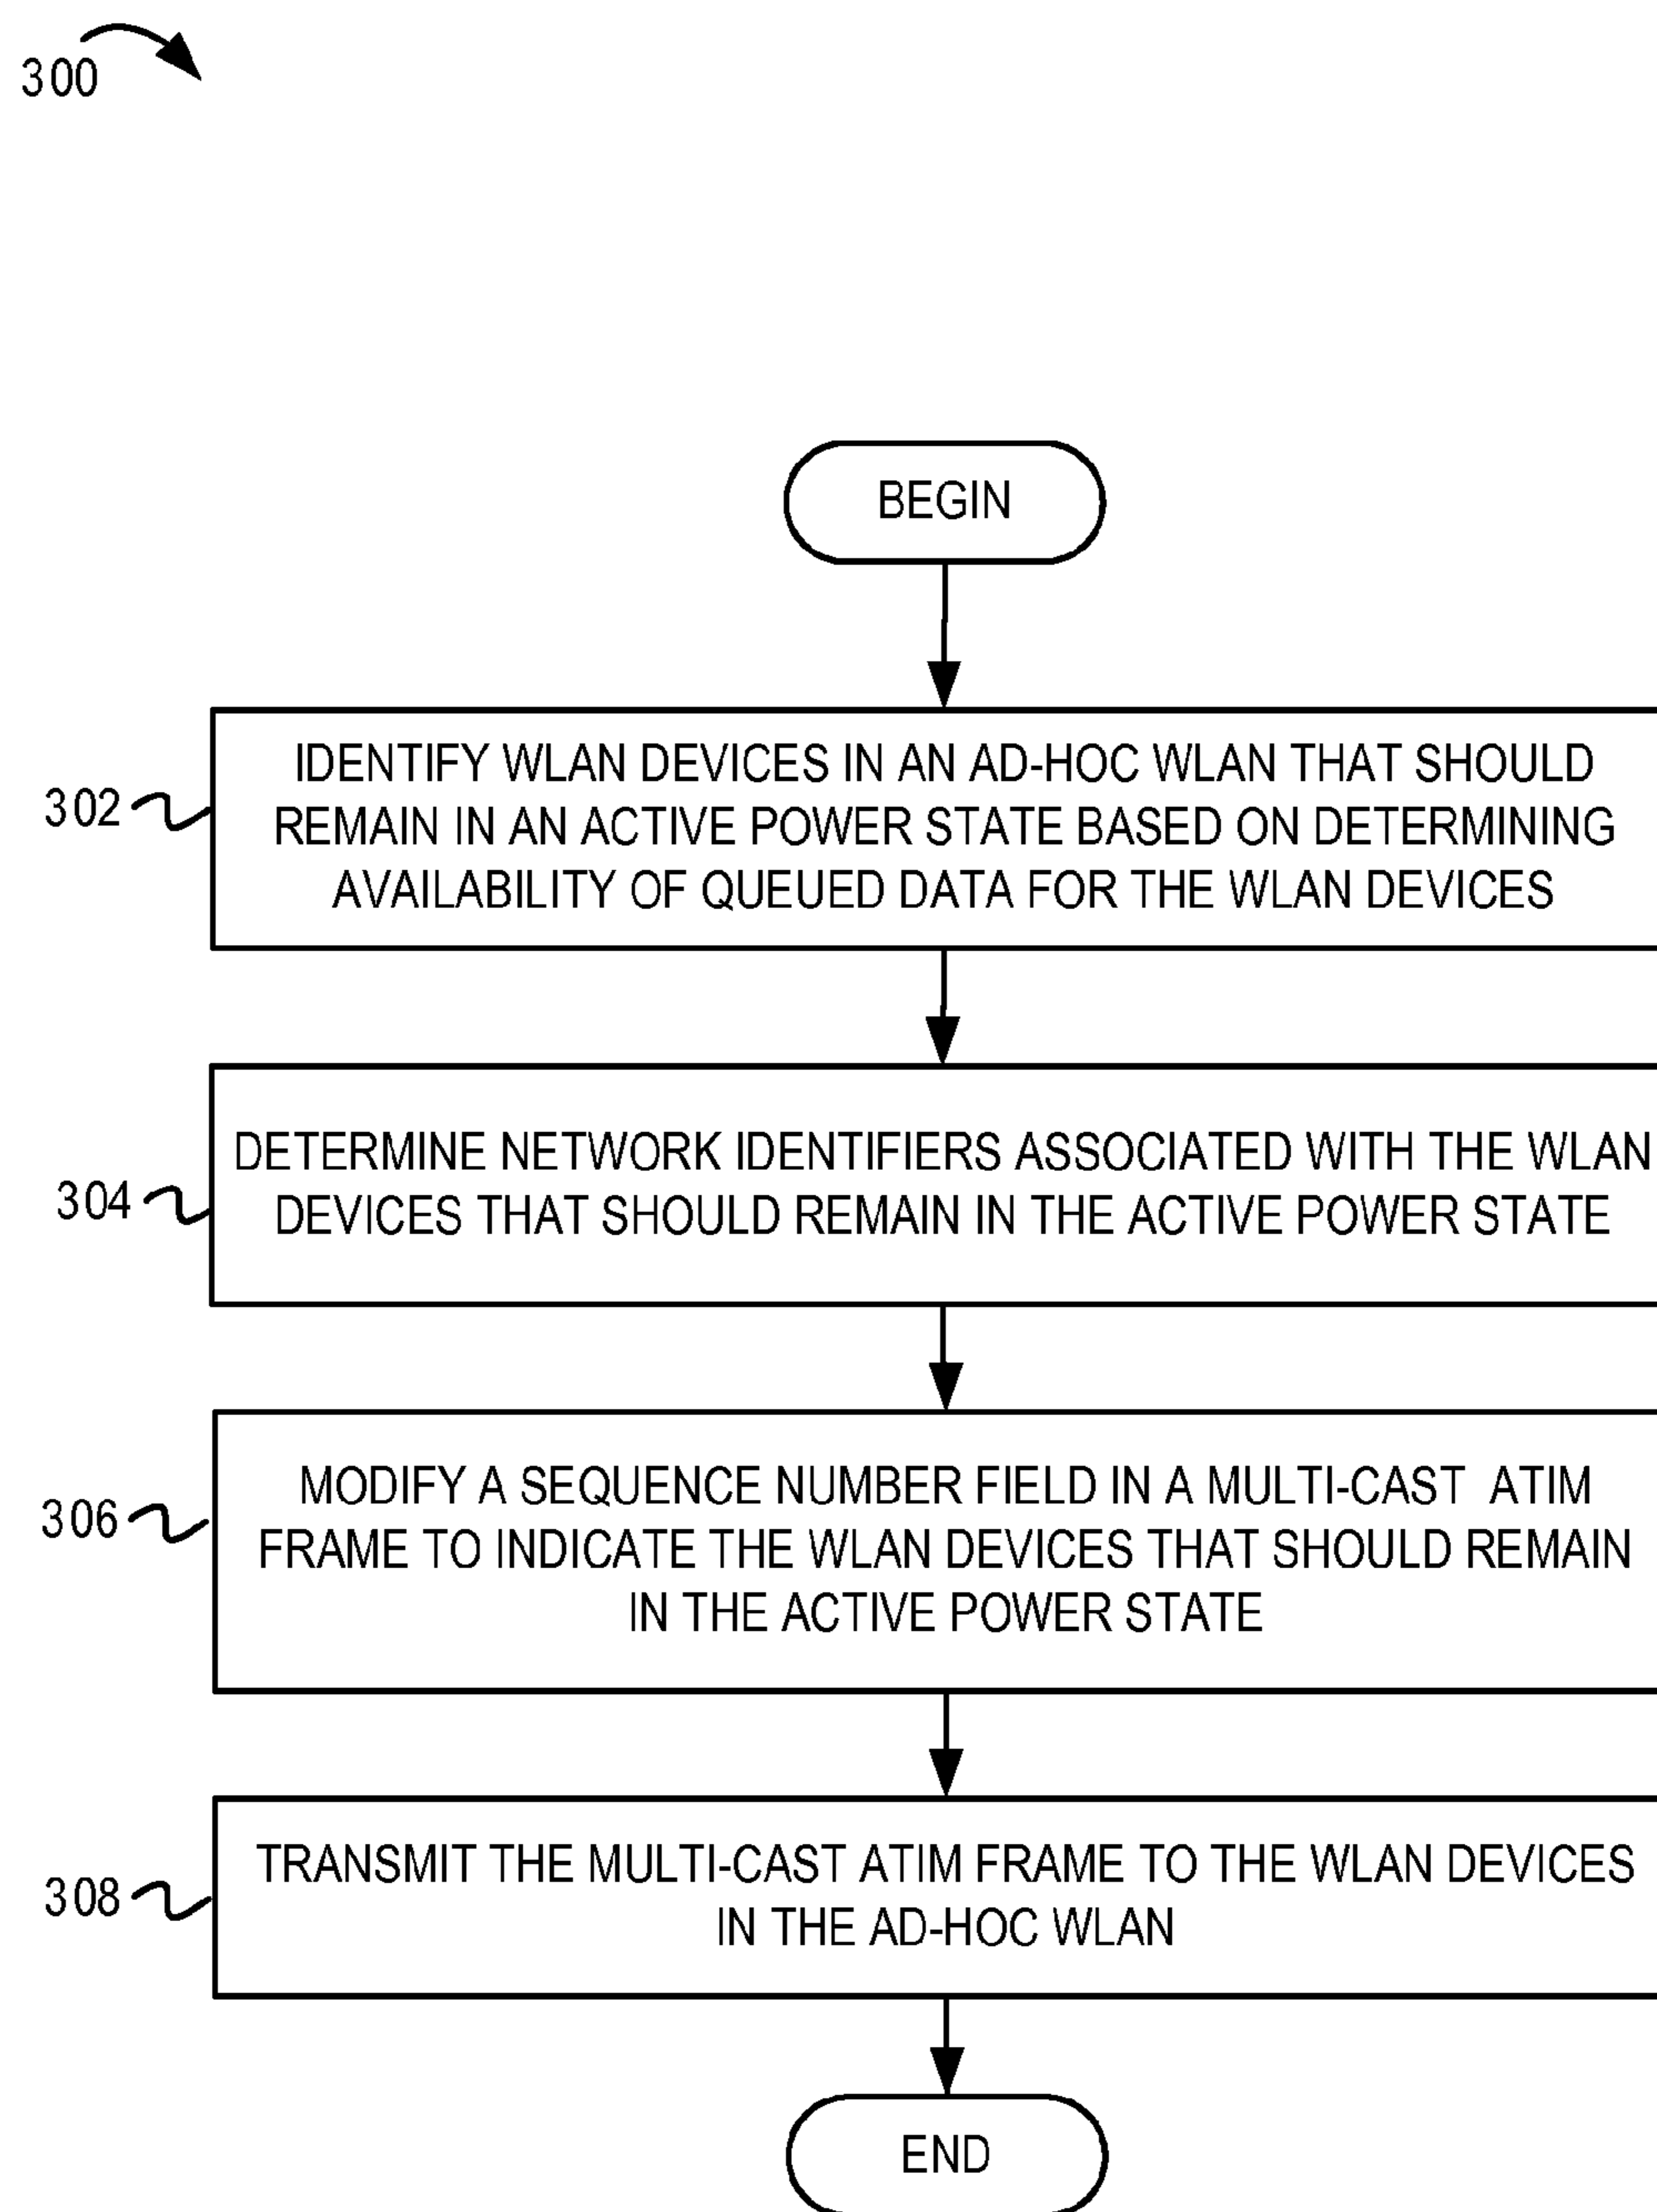 300
BEGIN
302
IDENTIFY WLAN DEVICES IN AN AD-HOC WLAN THAT SHOULD
REMAIN IN AN ACTIVE POWER STATE BASED ON DETERMINING
AVAILABILITY OF QUEUED DATA FOR THE WLAN DEVICES
304
DETERMINE NETWORK IDENTIFIERS ASSOCIATED WITH THE WLAN
DEVICES THAT SHOULD REMAIN IN THE ACTIVE POWER STATE
306
MODIFY A SEQUENCE NUMBER FIELD IN A MULTI-CAST ATIM
FRAME TO INDICATE THE WLAN DEVICES THAT SHOULD REMAIN
IN THE ACTIVE POWER STATE
308
TRANSMIT THE MULTI-CAST ATIM FRAME TO THE WLAN DEVICES
IN THE AD-HOC WLAN
END